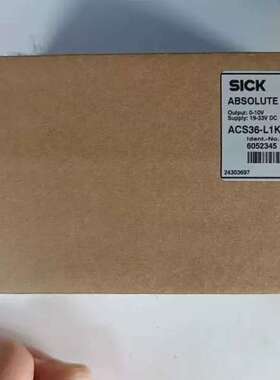 SICK
ABSOLUTE
Output: 0-10V
Supply: 19-33V DC
ACS36-L1K
Ident.-No.
6052345
24303697